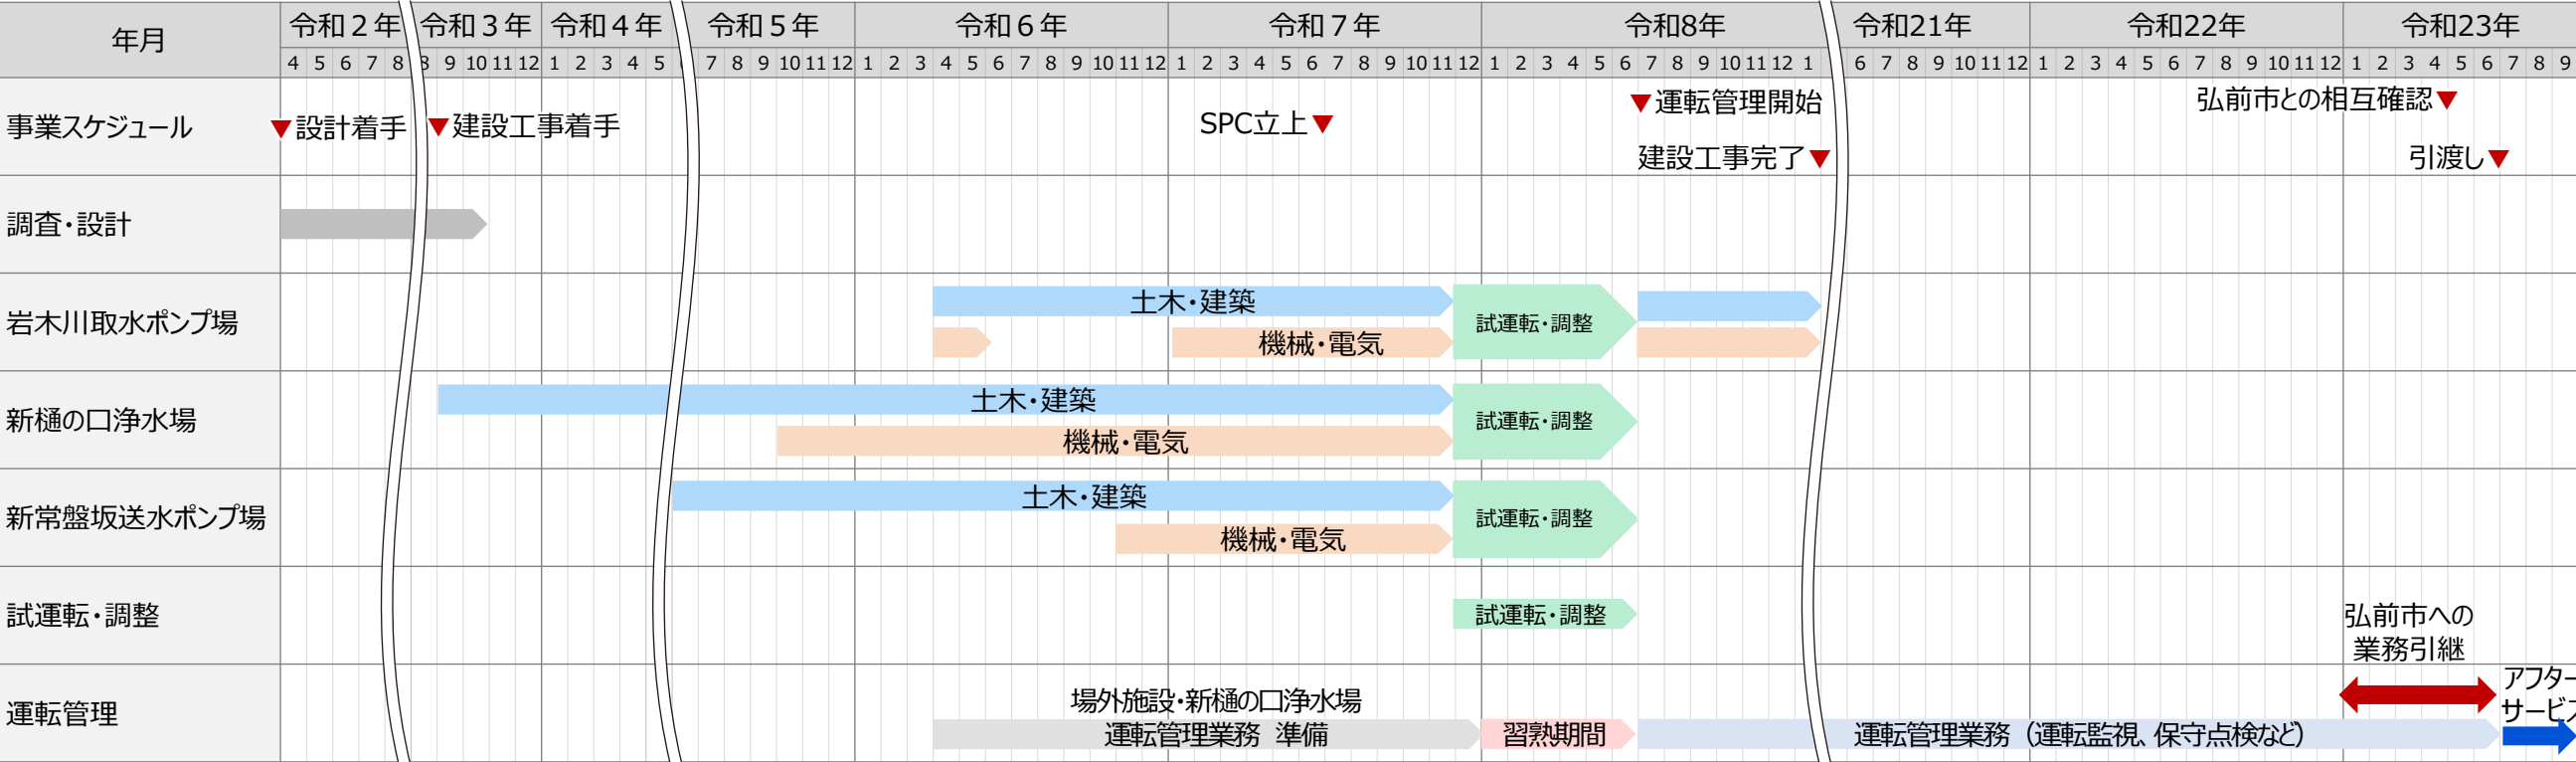 年月
令和２年 令和３年 令和４年 令和５年 令和６年 令和７年 令和8年 令和21年 令和22年 令和23年
4 5 6 7 8 8 9 10 11 12 1 2 3 4 5 7 8 9 10 11 12 1 2 3 4 5 6 7 8 9 10 11 12 1 2 3 4 5 6 7 8 9 10 11 12 1 2 3 4 5 6 7 8 9 10 11 12 1 6 7 8 9 10 11 12 1 2 3 4 5 6 7 8 9 10 11 12 1 2 3 4 5 6 7 8 9
事業スケジュール
▼設計着手
▼建設工事着手
SPC立上▼
▼運転管理開始
建設工事完了▼
弘前市との相互確認▼
引渡し▼
調査・設計
岩木川取水ポンプ場
土木・建築
機械・電気
試運転・調整
新樋の口浄水場
土木・建築
機械・電気
試運転・調整
新常盤坂送水ポンプ場
土木・建築
機械・電気
試運転・調整
試運転・調整
試運転・調整
弘前市への
業務引継
運転管理
場外施設・新樋の口浄水場
運転管理業務 準備
習熟期間
運転管理業務（運転監視、保守点検など）
アフター
サービス